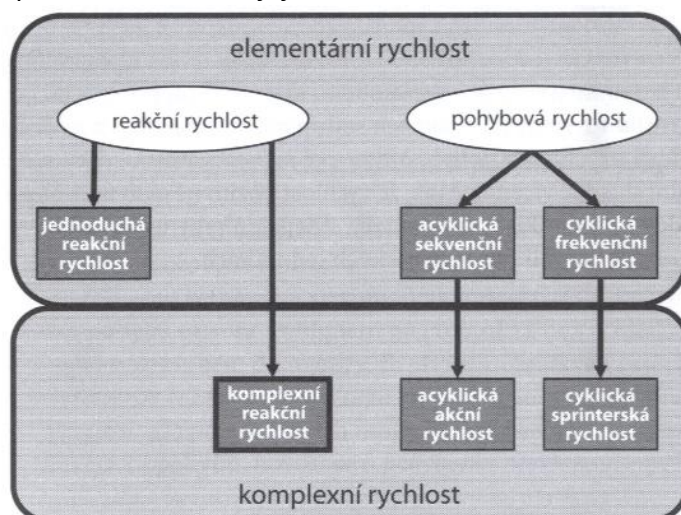 elementární rychlost
reakční rychlost
pohybová rychlost
jednoduchá
reakční
rychlost
acyklická
sekvenční
rychlost
cyklická
frekvenční
rychlost
komplexní
reakční
rychlost
acyklická
akční
rychlost
cyklická
sprinterská
rychlost
komplexní rychlost